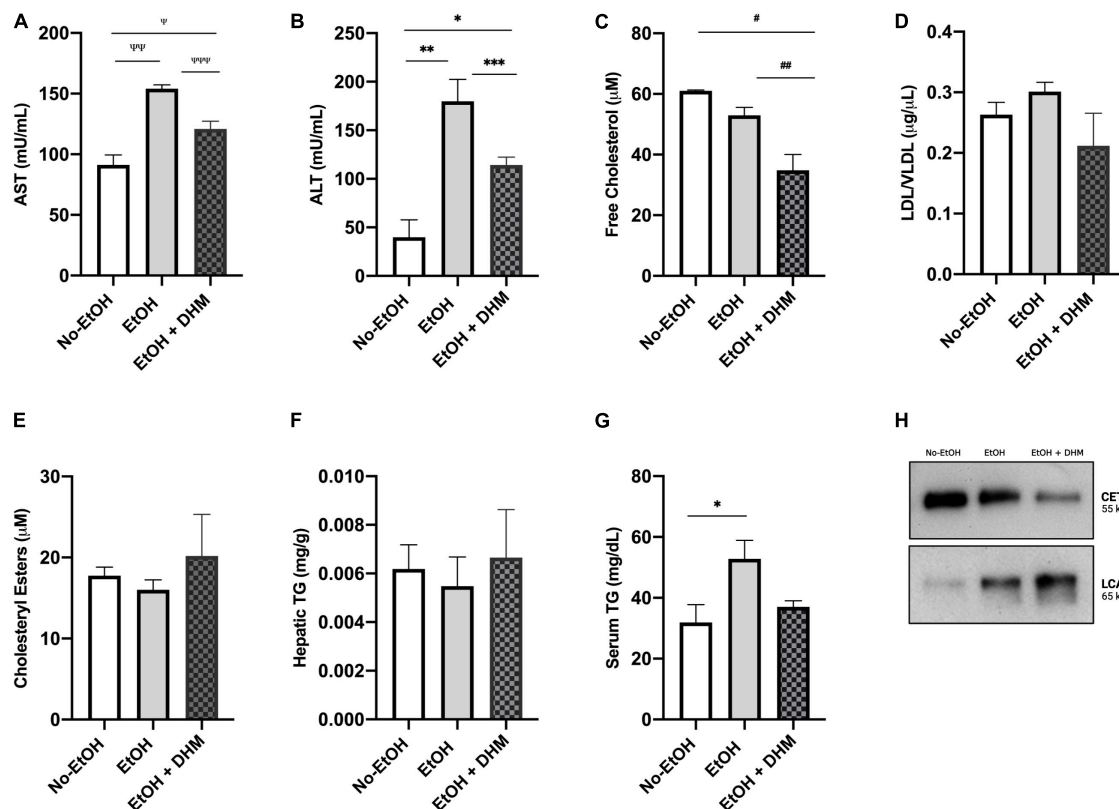 A
B
C
D
200
150
100
50
0
AST (mU/mL)
Ψ
ΨΨ
ΨΨΨ
No-EtOH
EtOH
EtOH + DHM
250
200
150
100
50
0
ALT (mU/mL)
*
**
***
No-EtOH
EtOH
EtOH + DHM
80
60
40
20
0
Free Cholesterol (μM)
#
##
No-EtOH
EtOH
EtOH + DHM
0.4
0.3
0.2
0.1
0.0
LDL/VLDL (μg/μL)
No-EtOH
EtOH
EtOH + DHM
E
F
G
H
30
20
10
0
Cholesteryl Esters (μM)
No-EtOH
EtOH
EtOH + DHM
0.010
0.008
0.006
0.004
0.002
0.000
Hepatic TG (mg/g)
No-EtOH
EtOH
EtOH + DHM
80
60
40
20
0
Serum TG (mg/dL)
*
No-EtOH
EtOH
EtOH + DHM
No-EtOH EtOH EtOH + DHM
CET
55 k
LCA
65 k